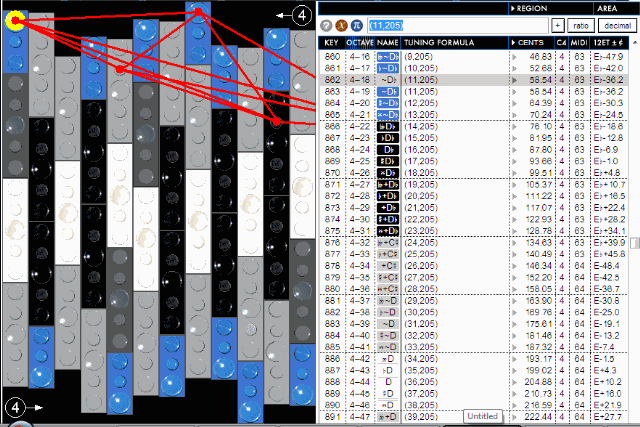 REGION AREA
(11,205) + ratio decimal
KEY OCTAVE NAME TUNING FORMULA CENTS C4 MIDI 12ET ± ¢
860 4-16 (9,205) 46.83 4 63 E♭-47.9
861 4-17 (10,205) 52.68 4 63 E♭-42.0
862 4-18 ~D♭ (11,205) 58.54 4 63 E♭-36.2
863 4-19 ~D♭ (11,205) 58.54 4 63 E♭-36.2
864 4-20 (12,205) 64.39 4 63 E♭-30.3
865 4-21 (13,205) 70.24 4 63 E♭-24.5
866 4-22 (14,205) 76.10 4 63 E♭-18.6
867 4-23 (15,205) 81.95 4 63 E♭-12.8
868 4-24 D♭ (16,205) 87.80 4 63 E♭-6.9
869 4-25 (17,205) 93.66 4 63 E♭-1.0
870 4-26 (18,205) 99.51 4 63 E♭+4.8
871 4-27 (19,205) 105.37 4 63 E♭+10.7
872 4-28 (20,205) 111.22 4 63 E♭+16.5
873 4-29 +D♭ (21,205) 117.07 4 63 E♭+22.4
874 4-30 (22,205) 122.93 4 63 E♭+28.2
875 4-31 (23,205) 128.78 4 63 E♭+34.1
876 4-32 (24,205) 134.63 4 63 E♭+39.9
877 4-33 (25,205) 140.49 4 63 E♭+45.8
878 4-34 (26,205) 146.34 4 64 E-48.4
879 4-35 (27,205) 152.20 4 64 E-42.5
880 4-36 (28,205) 158.05 4 64 E-36.7
881 4-37 (29,205) 163.90 4 64 E-30.8
882 4-38 (30,205) 169.76 4 64 E-25.0
883 4-39 ~D (31,205) 175.61 4 64 E-19.1
884 4-40 (32,205) 181.46 4 64 E-13.2
885 4-41 (33,205) 187.32 4 64 E-7.4
886 4-42 (34,205) 193.17 4 64 E-1.5
887 4-43 (35,205) 199.02 4 64 E+4.3
888 4-44 D (36,205) 204.88 4 64 E+10.2
889 4-45 (37,205) 210.73 4 64 E+16.0
890 4-46 (38,205) 216.59 4 64 E+21.9
891 4-47 (39,205) 222.44 4 64 E+27.7
Untitled
4
4